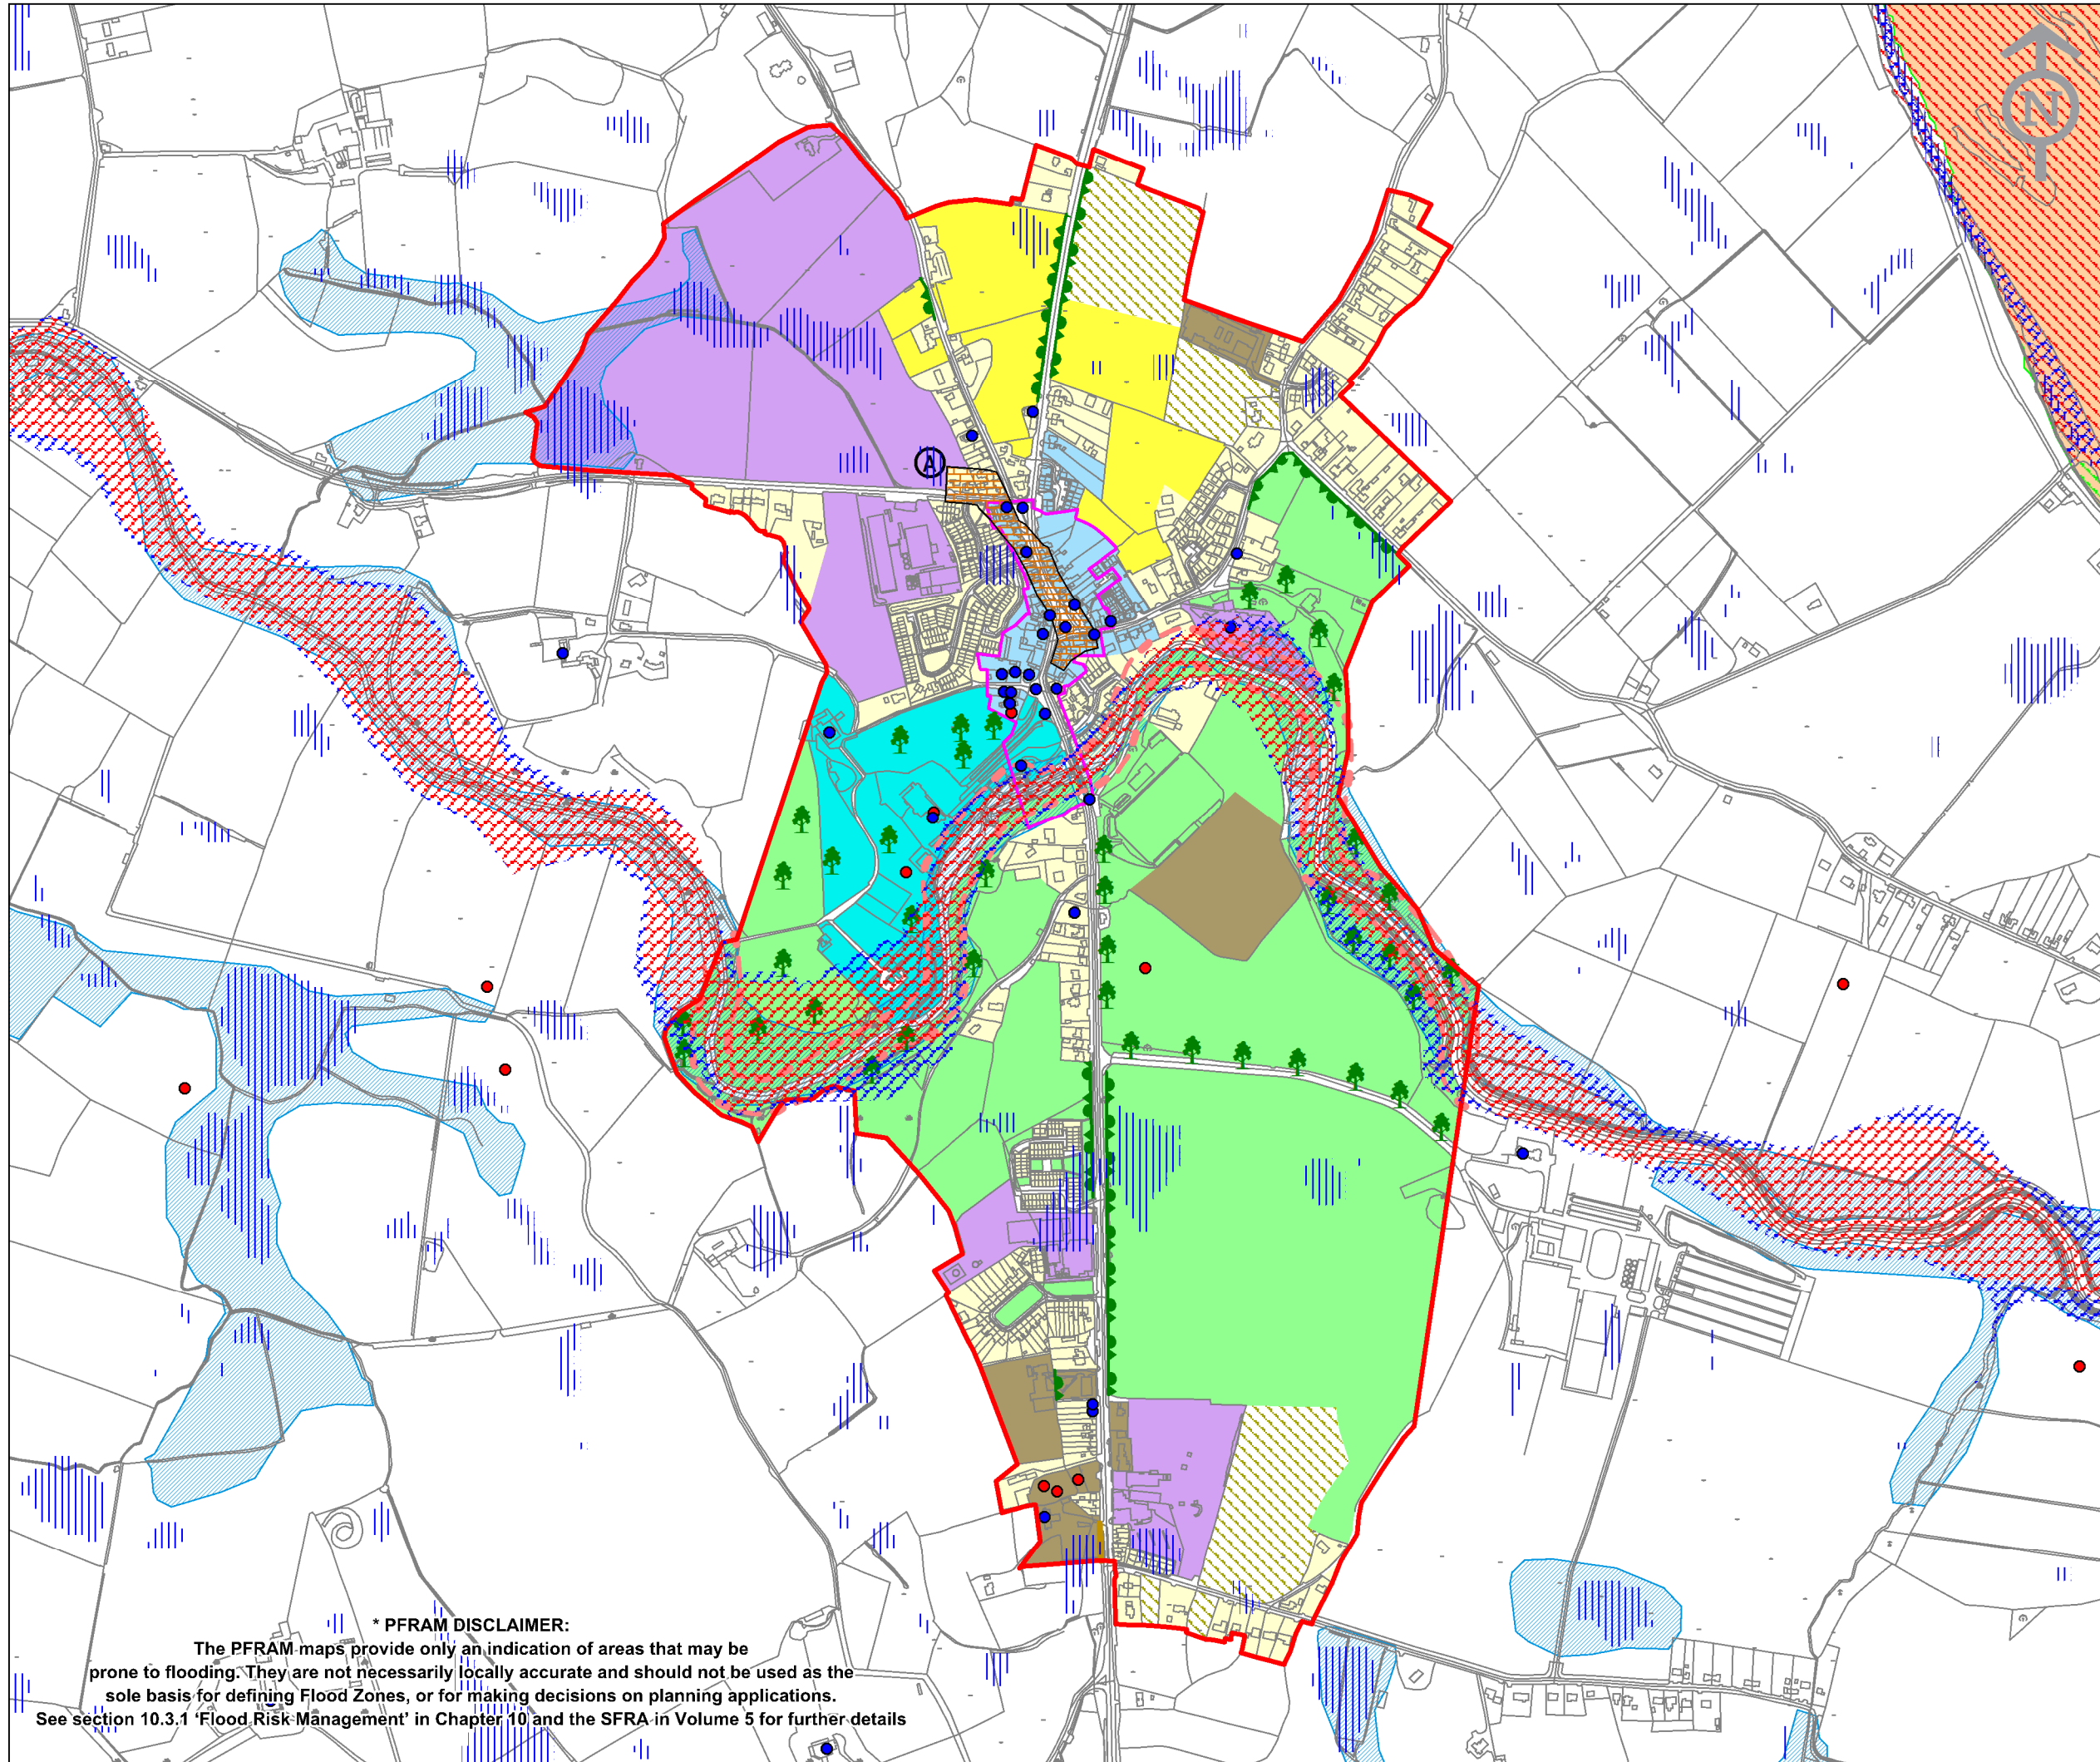 N
A
* PFRAM DISCLAIMER:
The PFRAM maps provide only an indication of areas that may be
prone to flooding. They are not necessarily locally accurate and should not be used as the
sole basis for defining Flood Zones, or for making decisions on planning applications.
See section 10.3.1 'Flood Risk Management' in Chapter 10 and the SFRA in Volume 5 for further details